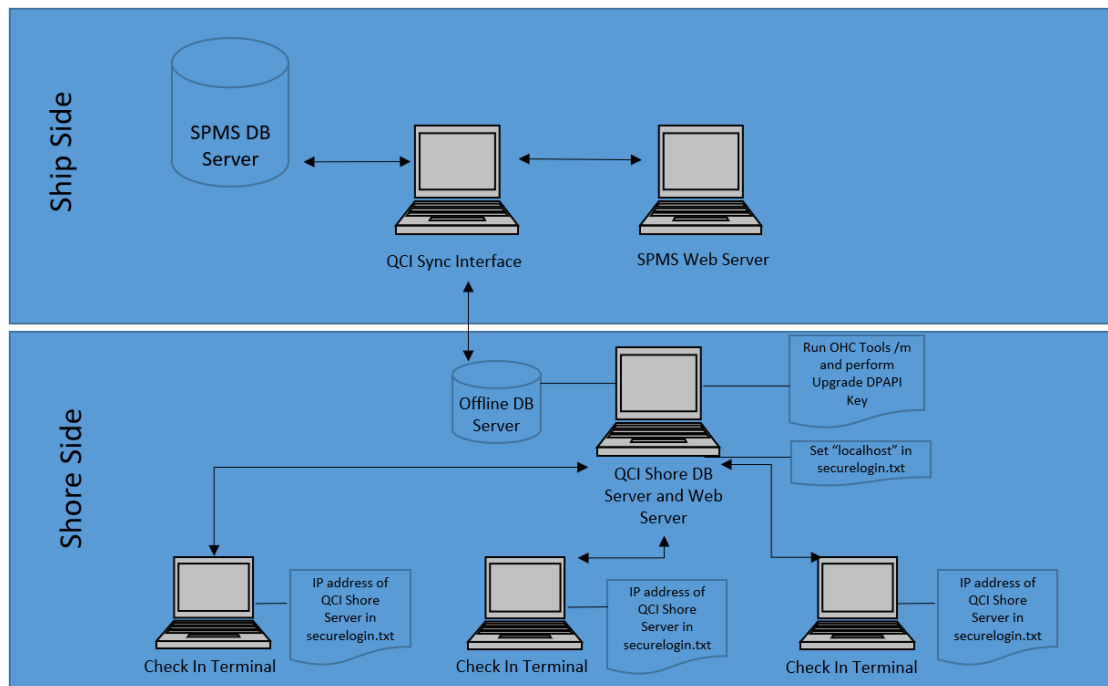 Ship Side
SPMS DB
Server
QCI Sync Interface
SPMS Web Server
Shore Side
Offline DB
Server
Run OHC Tools /m
and perform
Upgrade DPAPI
Key
Set “localhost” in
securelogin.txt
QCI Shore DB
Server and Web
Server
IP address of
QCI Shore
Server in
securelogin.txt
Check In Terminal
IP address of
QCI Shore
Server in
securelogin.txt
Check In Terminal
IP address of
QCI Shore
Server in
securelogin.txt
Check In Terminal